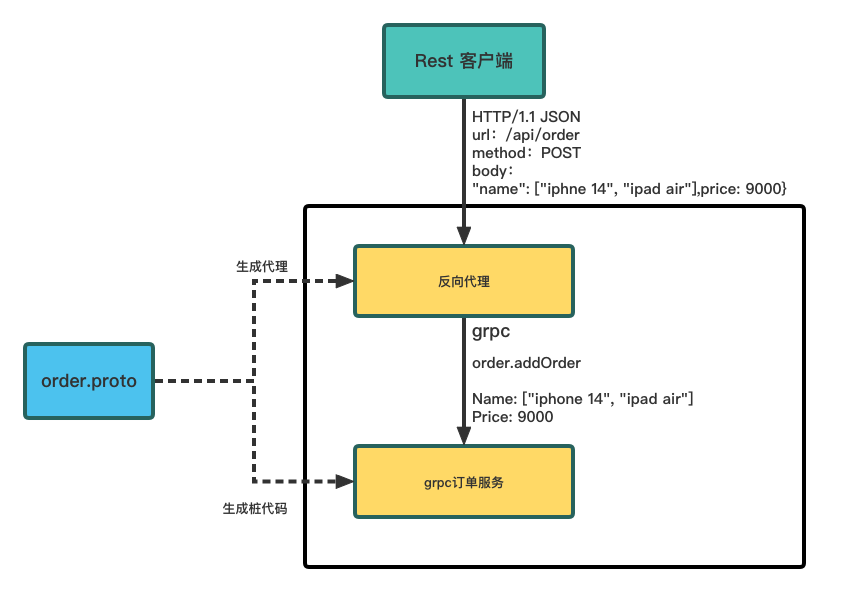 Rest 客户端
HTTP/1.1 JSON
url：/api/order
method：POST
body：
"name": ["iphne 14", "ipad air"],price: 9000}
生成代理
反向代理
grpc
order.addOrder
order.proto
Name: ["iphone 14", "ipad air"]
Price: 9000
grpc订单服务
生成桩代码